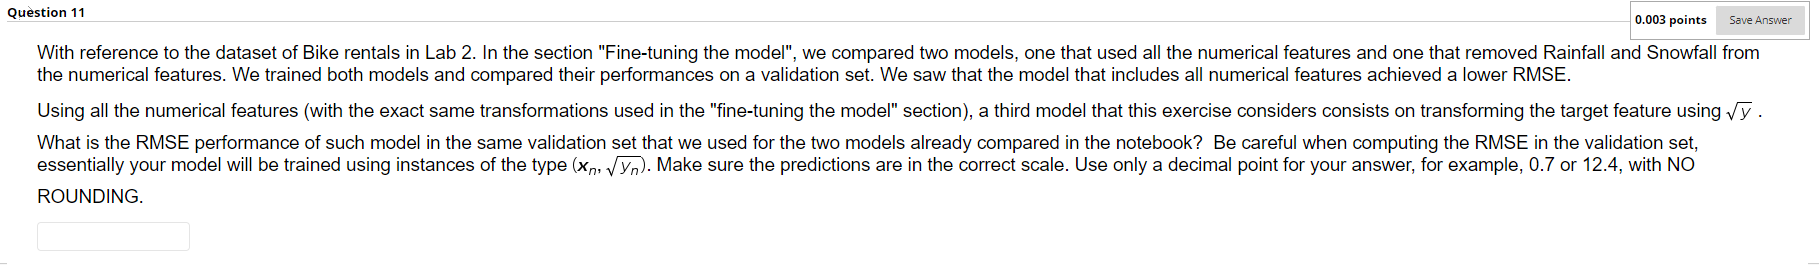 Question 11
0.003 points
Save Answer
With reference to the dataset of Bike rentals in Lab 2. In the section "Fine-tuning the model", we compared two models, one that used all the numerical features and one that removed Rainfall and Snowfall from
the numerical features. We trained both models and compared their performances on a validation set. We saw that the model that includes all numerical features achieved a lower RMSE.
Using all the numerical features (with the exact same transformations used in the "fine-tuning the model" section), a third model that this exercise considers consists on transforming the target feature using √y .
What is the RMSE performance of such model in the same validation set that we used for the two models already compared in the notebook? Be careful when computing the RMSE in the validation set,
essentially your model will be trained using instances of the type (xₙ, √yₙ). Make sure the predictions are in the correct scale. Use only a decimal point for your answer, for example, 0.7 or 12.4, with NO
ROUNDING.